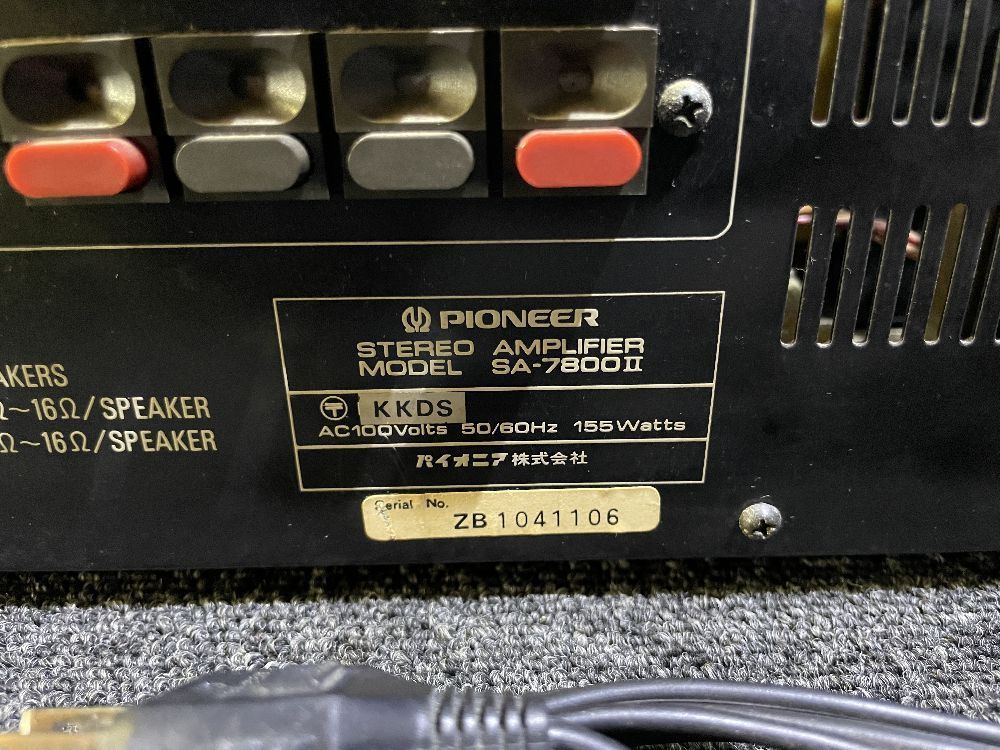 PIONEER
STEREO AMPLIFIER
MODEL SA-7800II
〒 KKDS
AC100Volts 50/60Hz 155Watts
パイオニア株式会社
Serial No.
ZB1041106
Ω~16Ω/SPEAKER
Ω~16Ω/SPEAKER